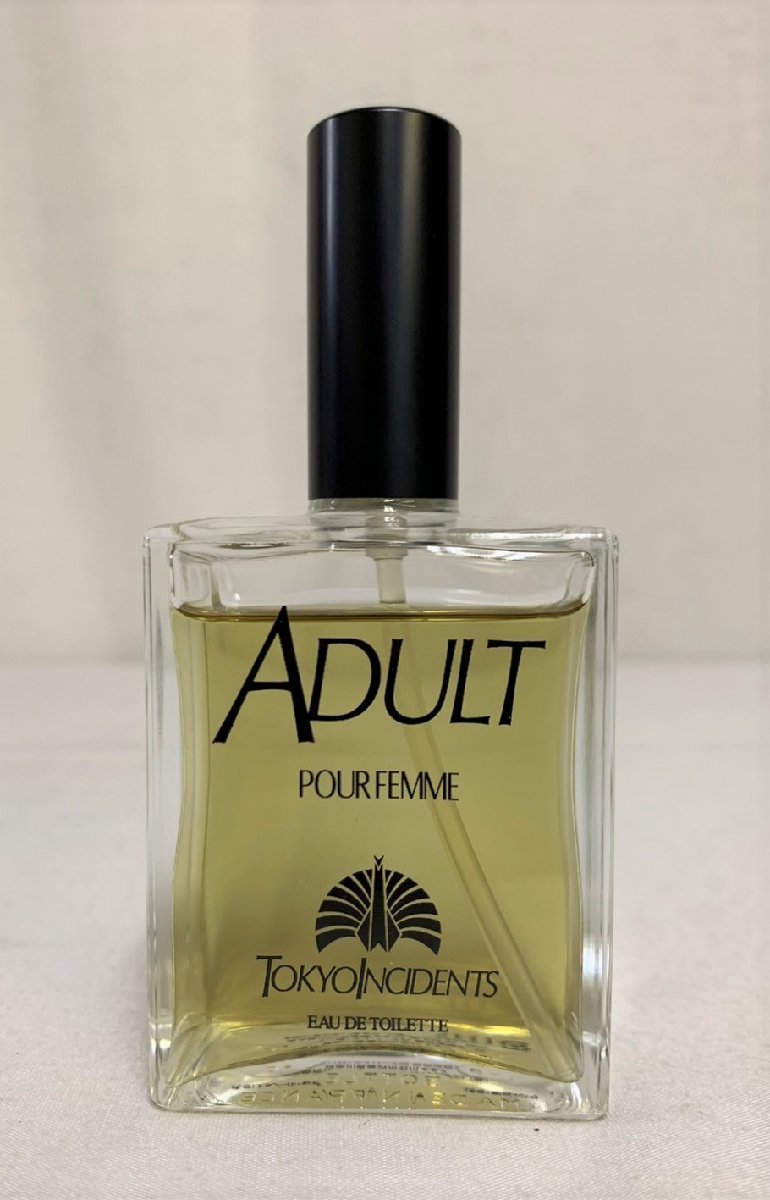 ADULT
POUR FEMME
TOKYO INCIDENTS
EAU DE TOILETTE